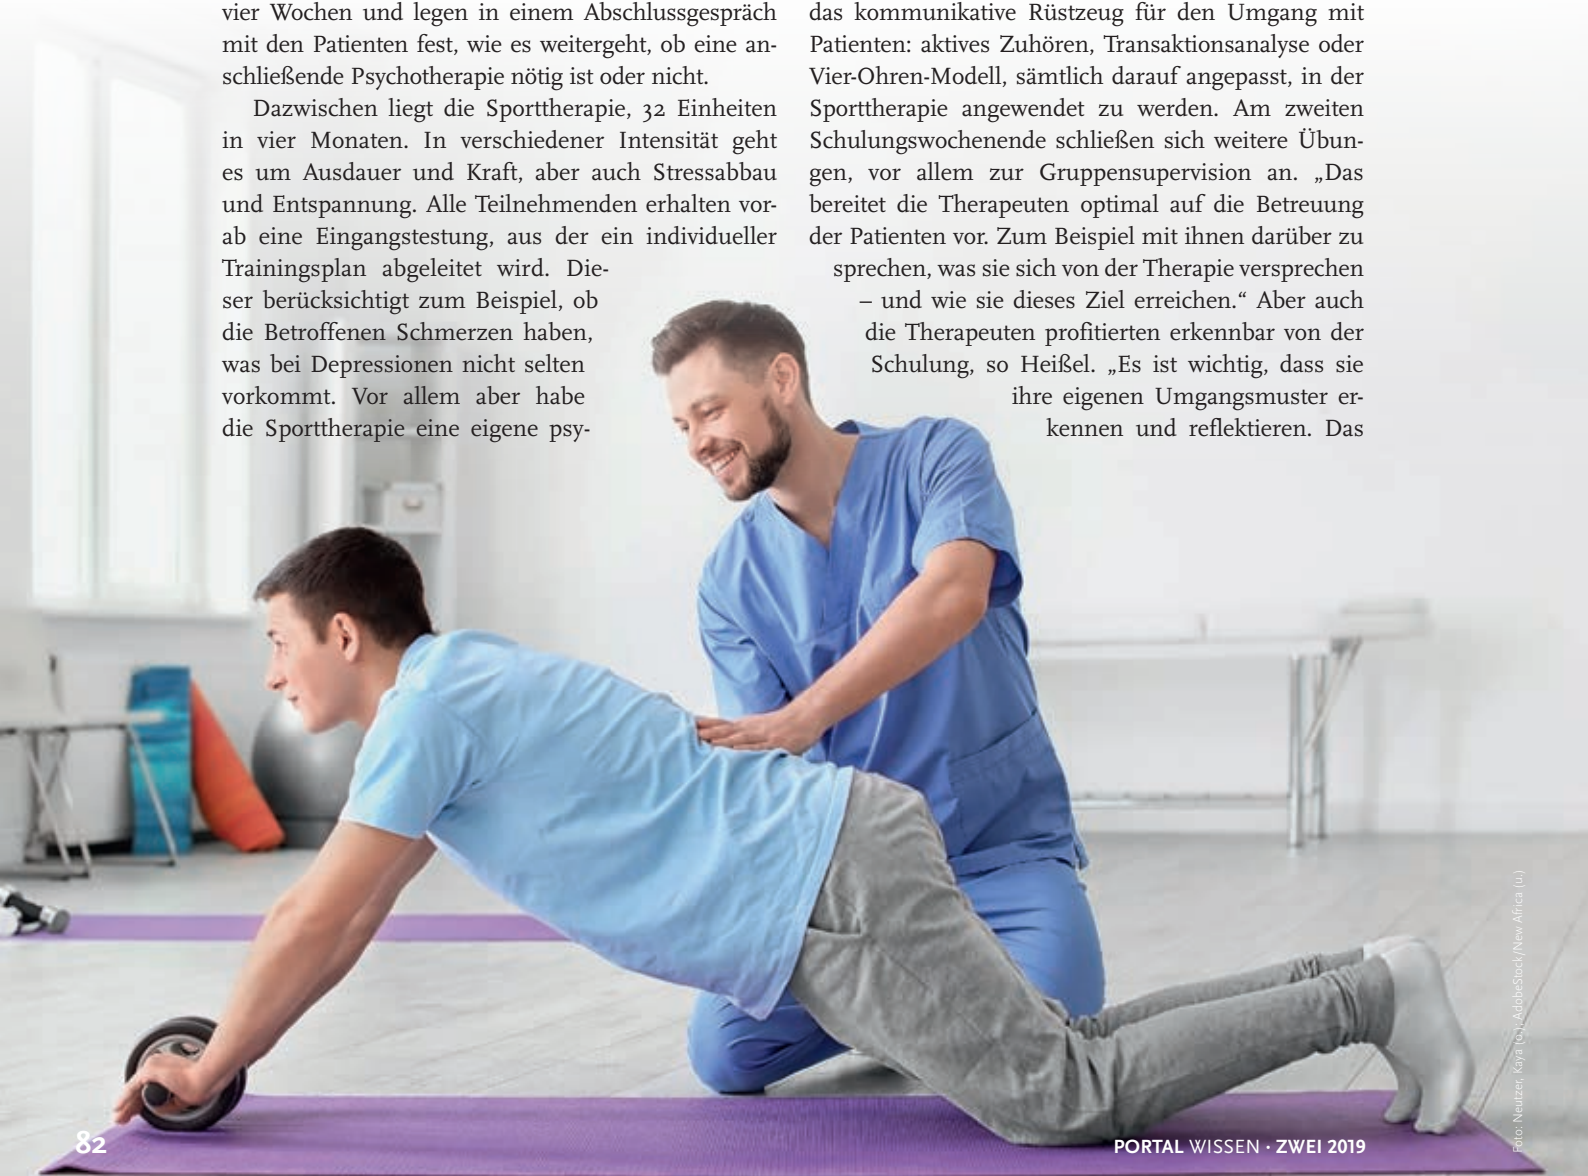 vier Wochen und legen in einem Abschlussgespräch
mit den Patienten fest, wie es weitergeht, ob eine an-
schließende Psychotherapie nötig ist oder nicht.
Dazwischen liegt die Sporttherapie, 32 Einheiten
in vier Monaten. In verschiedener Intensität geht
es um Ausdauer und Kraft, aber auch Stressabbau
und Entspannung. Alle Teilnehmenden erhalten vor-
ab eine Eingangstestung, aus der ein individueller
Trainingsplan abgeleitet wird. Die-
ser berücksichtigt zum Beispiel, ob
die Betroffenen Schmerzen haben,
was bei Depressionen nicht selten
vorkommt. Vor allem aber habe
die Sporttherapie eine eigene psy-
das kommunikative Rüstzeug für den Umgang mit
Patienten: aktives Zuhören, Transaktionsanalyse oder
Vier-Ohren-Modell, sämtlich darauf angepasst, in der
Sporttherapie angewendet zu werden. Am zweiten
Schulungswochenende schließen sich weitere Übun-
gen, vor allem zur Gruppensupervision an. „Das
bereitet die Therapeuten optimal auf die Betreuung
der Patienten vor. Zum Beispiel mit ihnen darüber zu
sprechen, was sie sich von der Therapie versprechen
– und wie sie dieses Ziel erreichen.“ Aber auch
die Therapeuten profitierten erkennbar von der
Schulung, so Heißel. „Es ist wichtig, dass sie
ihre eigenen Umgangsmuster er-
kennen und reflektieren. Das
Foto: Neutzer, Kaya (o.); AdobeStock/New Africa (u.)
82
PORTAL WISSEN · ZWEI 2019